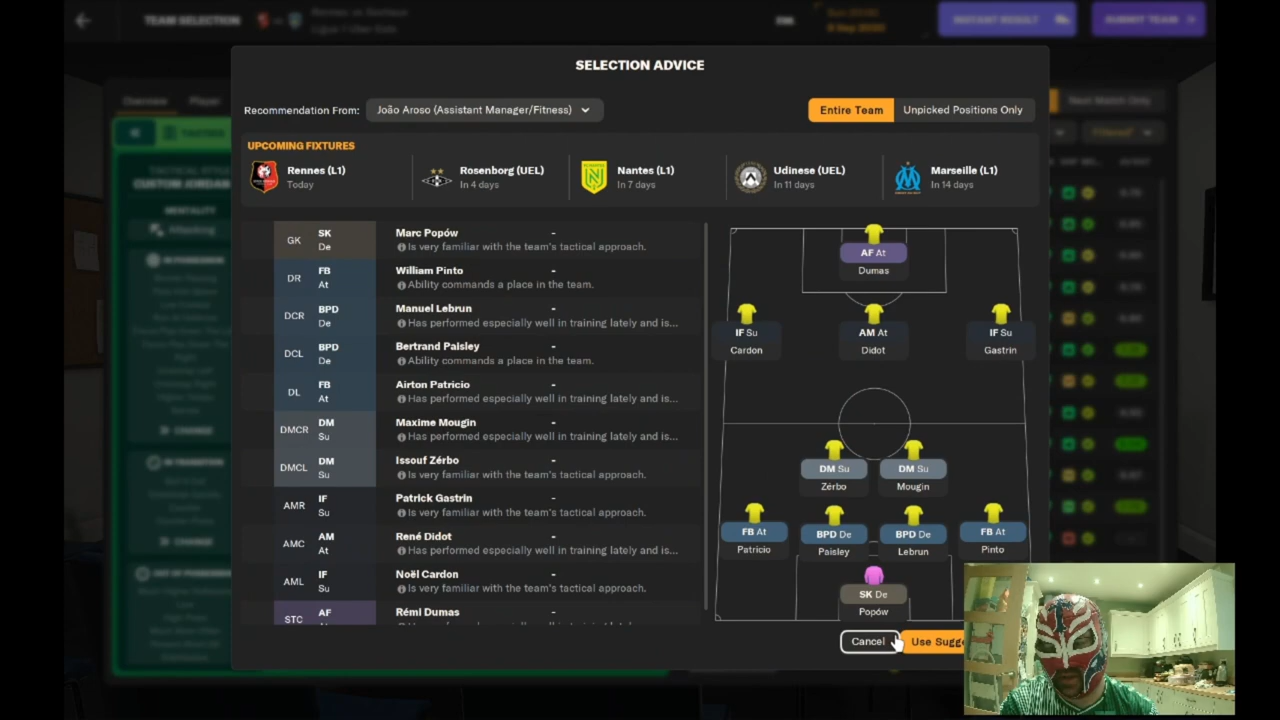 TEAM SELECTION
INSTANT RESULT
SUBMIT TEAM
SELECTION ADVICE
Recommendation From:
João Aroso (Assistant Manager/Fitness)
Entire Team
Unpicked Positions Only
UPCOMING FIXTURES
Rennes (L1)
Today
Rosenborg (UEL)
In 4 days
Nantes (L1)
In 7 days
Udinese (UEL)
In 11 days
Marseille (L1)
In 14 days
GK SK De Marc Popów -
Is very familiar with the team's tactical approach.
DR FB At William Pinto -
Ability commands a place in the team.
DCR BPD De Manuel Lebrun -
Has performed especially well in training lately and is...
DCL BPD De Bertrand Paisley -
Ability commands a place in the team.
DL FB At Airton Patrício -
Has performed especially well in training lately and is...
DMCR DM Su Maxime Mougin -
Has performed especially well in training lately and is...
DMCL DM Su Issouf Zérbo -
Is very familiar with the team's tactical approach.
AMR IF Su Patrick Gastrin -
Is very familiar with the team's tactical approach.
AMC AM At René Didot -
Has performed especially well in training lately and is...
AML IF Su Noël Cardon -
Is very familiar with the team's tactical approach.
STC AF Rémi Dumas -
AF At
Dumas
IF Su
Cardon
AM At
Didot
IF Su
Gastrin
DM Su
Zérbo
DM Su
Mougin
FB At
Patrício
BPD De
Paisley
BPD De
Lebrun
FB At
Pinto
SK De
Popów
Cancel
Use Sugg